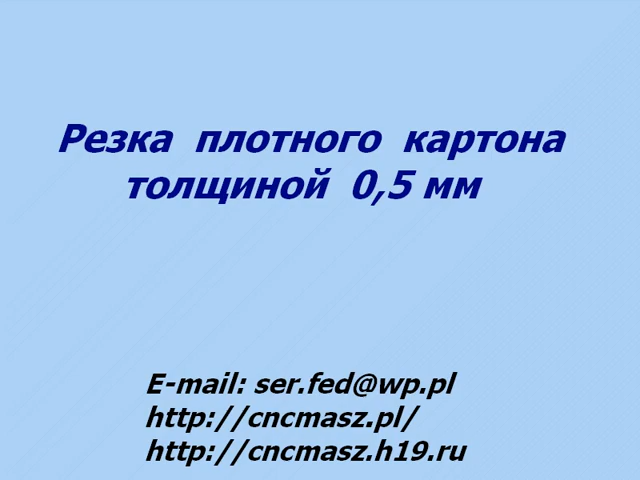 Резка плотного картона
толщиной 0,5 мм
E-mail: ser.fed@wp.pl
http://cncmasz.pl/
http://cncmasz.h19.ru